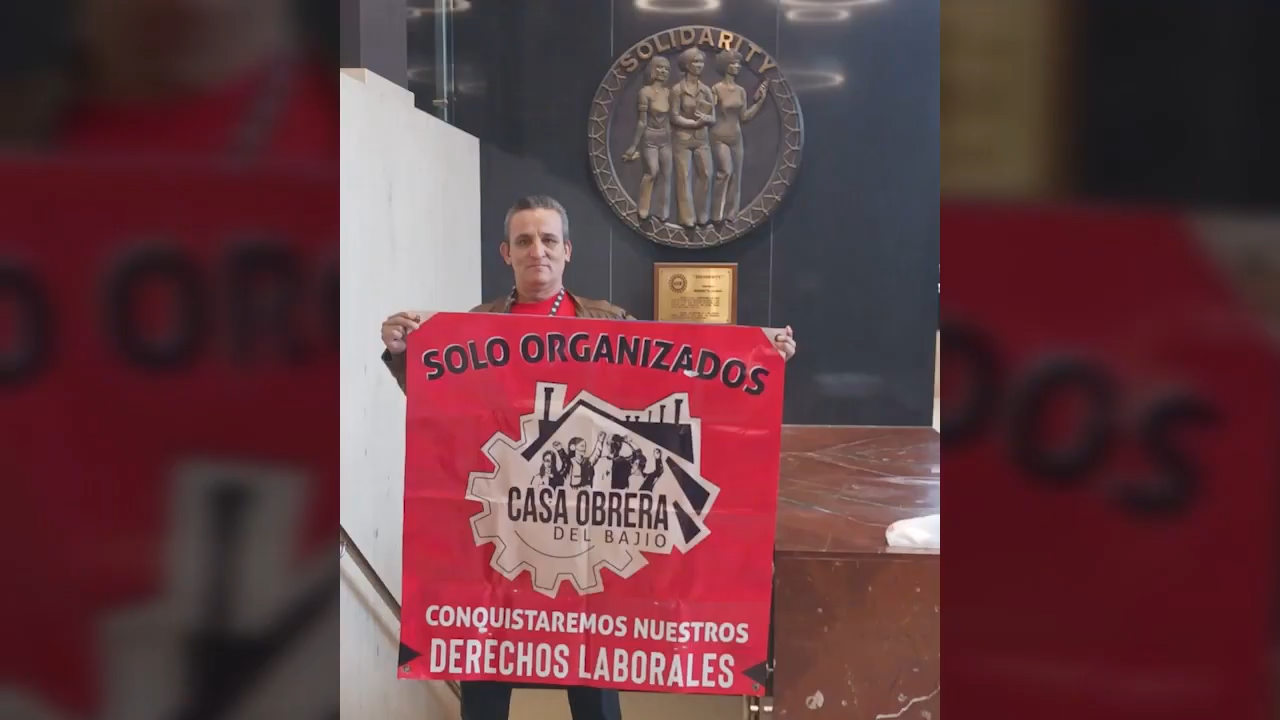 SOLIDARITY
SOLO ORGANIZADOS
CASA OBRERA
DEL BAJIO
CONQUISTAREMOS NUESTROS
DERECHOS LABORALES